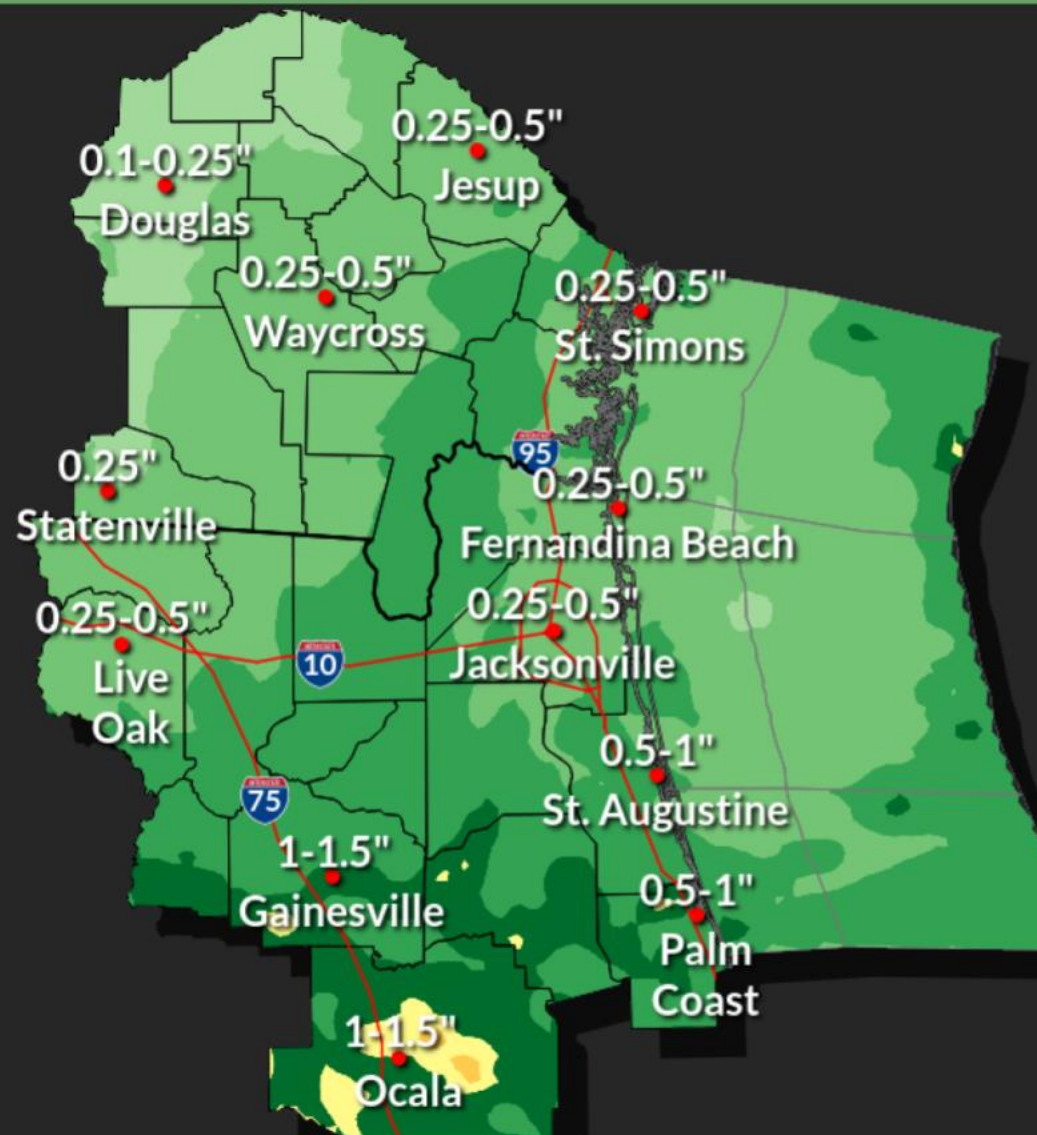 0.25-0.5"
Jesup
0.1-0.25"
Douglas
0.25-0.5"
Waycross
0.25-0.5"
St. Simons
95
0.25"
Statenville
0.25-0.5"
Fernandina Beach
0.25-0.5"
Live
Oak
10
0.25-0.5"
Jacksonville
75
0.5-1"
St. Augustine
1-1.5"
Gainesville
0.5-1"
Palm
Coast
1-1.5"
Ocala